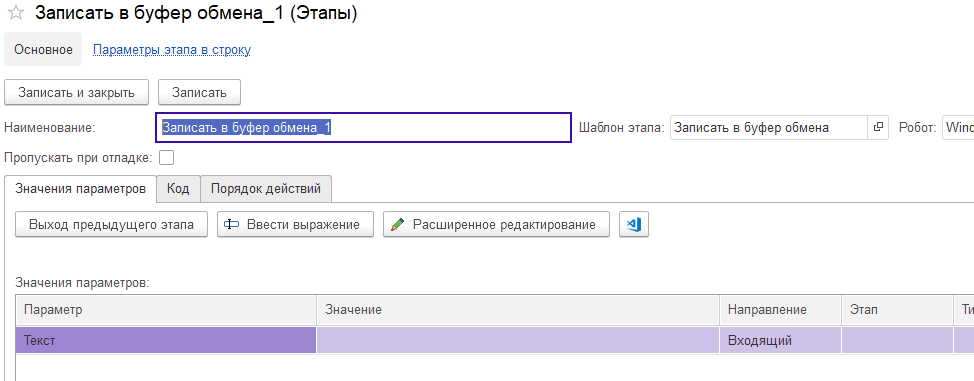 Записать в буфер обмена_1 (Этапы)
Основное Параметры этапа в строку
Записать и закрыть Записать
Наименование: Записать в буфер обмена_1 Шаблон этапа: Записать в буфер обмена Робот: Wind
Пропускать при отладке:
Значения параметров Код Порядок действий
Выход предыдущего этапа Ввести выражение Расширенное редактирование
Значения параметров:
Параметр Значение Направление Этап Ти
Текст Входящий